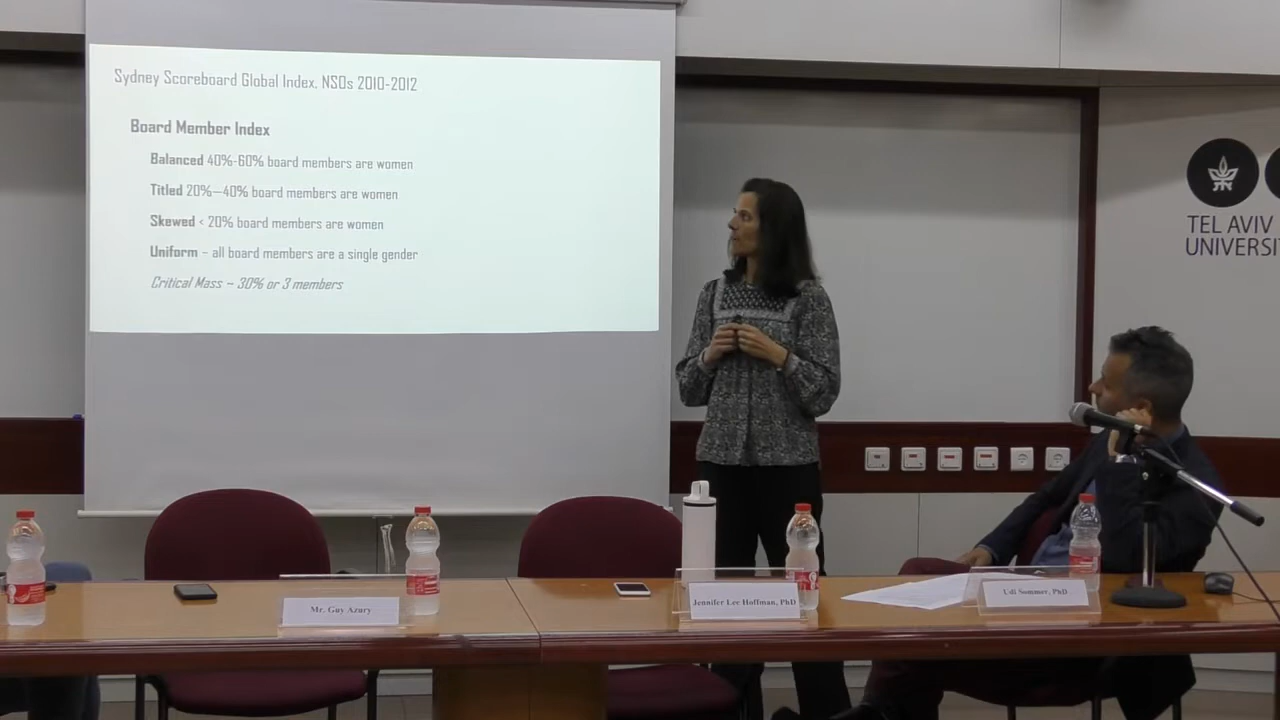 Sydney Scoreboard Global Index, NSOs 2010-2012
Board Member Index
Balanced 40%-60% board members are women
Titled 20%—40% board members are women
Skewed < 20% board members are women
Uniform – all board members are a single gender
Critical Mass – 30% or 3 members
TEL AVIV
UNIVERSI
Mr. Guy Azury
Jennifer Lee Hoffman, PhD
Udi Sommer, PhD